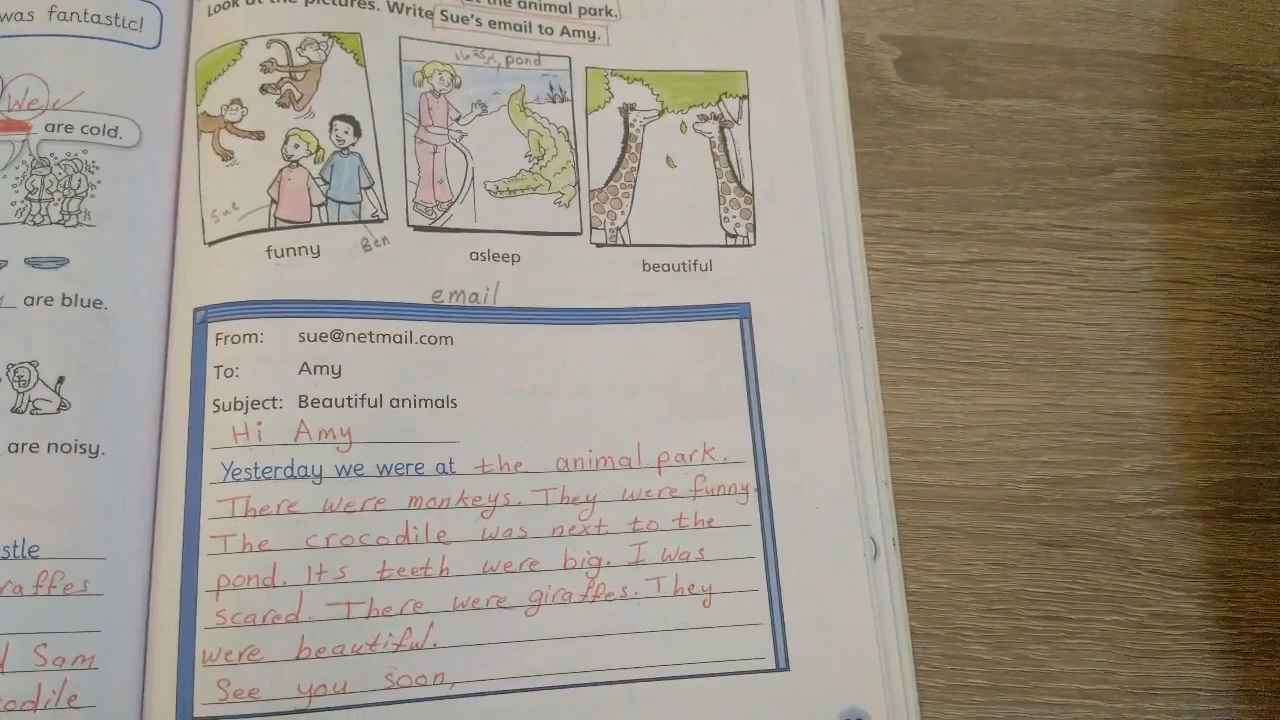 was fantastic!
We
are cold.
are blue.
are noisy.
stle
raffes
Sam
codile
the animal park.
Look at the pictures. Write Sue's email to Amy.
بركة ماء, pond
Sue
Ben
funny
asleep
beautiful
email
From: sue@netmail.com
To: Amy
Subject: Beautiful animals
Hi Amy
Yesterday we were at the animal park.
There were monkeys. They were funny.
The crocodile was next to the
pond. Its teeth were big. I was
scared. There were giraffes. They
were beautiful.
See you soon,